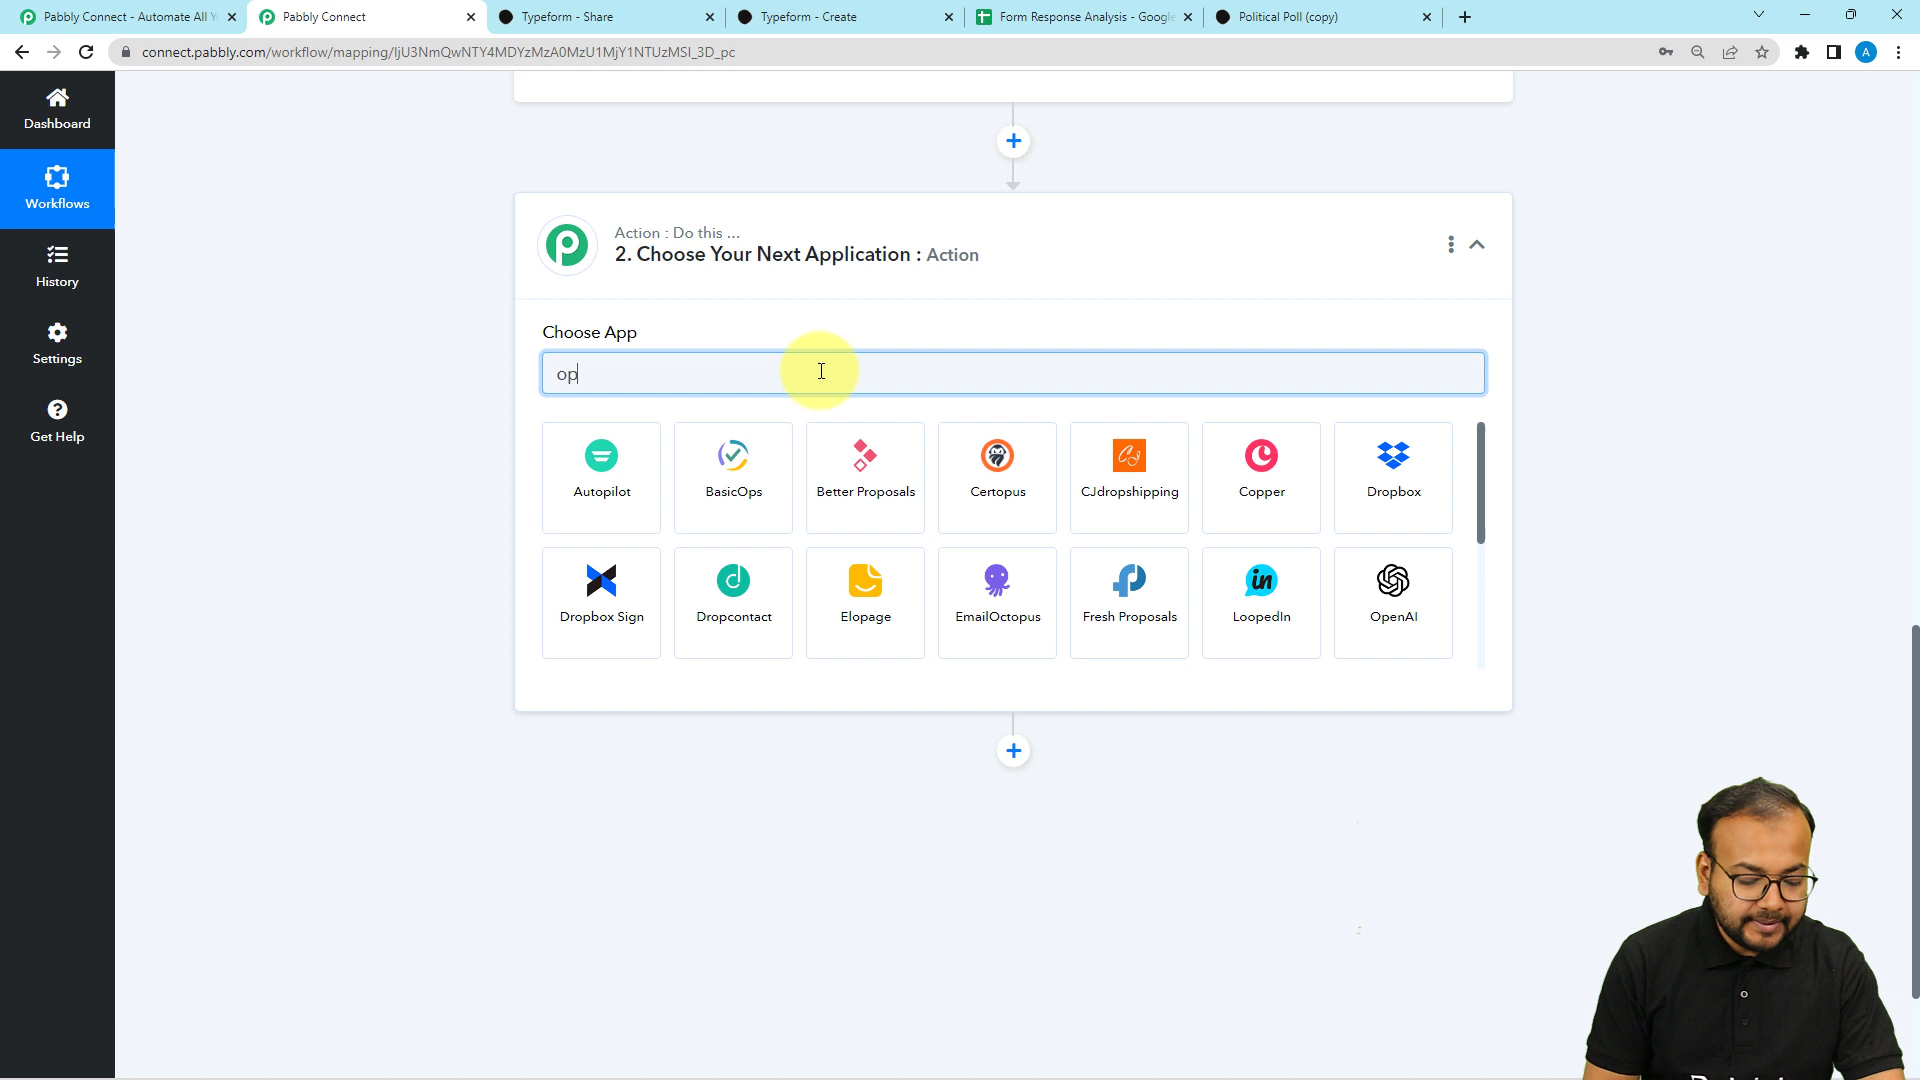 Pabbly Connect - Automate All Y
Pabbly Connect
Typeform - Share
Typeform - Create
Form Response Analysis - Google
Political Poll (copy)
connect.pabbly.com/workflow/mapping/IjU3NmQwNTY4MDYzMzA0MzU1MjY1NTUzMSI_3D_pc
A
Dashboard
Workflows
History
Settings
Get Help
Action : Do this ...
2. Choose Your Next Application : Action
Choose App
op
Autopilot
BasicOps
Better Proposals
Certopus
CJdropshipping
Copper
Dropbox
Dropbox Sign
Dropcontact
Elopage
EmailOctopus
Fresh Proposals
LoopedIn
OpenAI